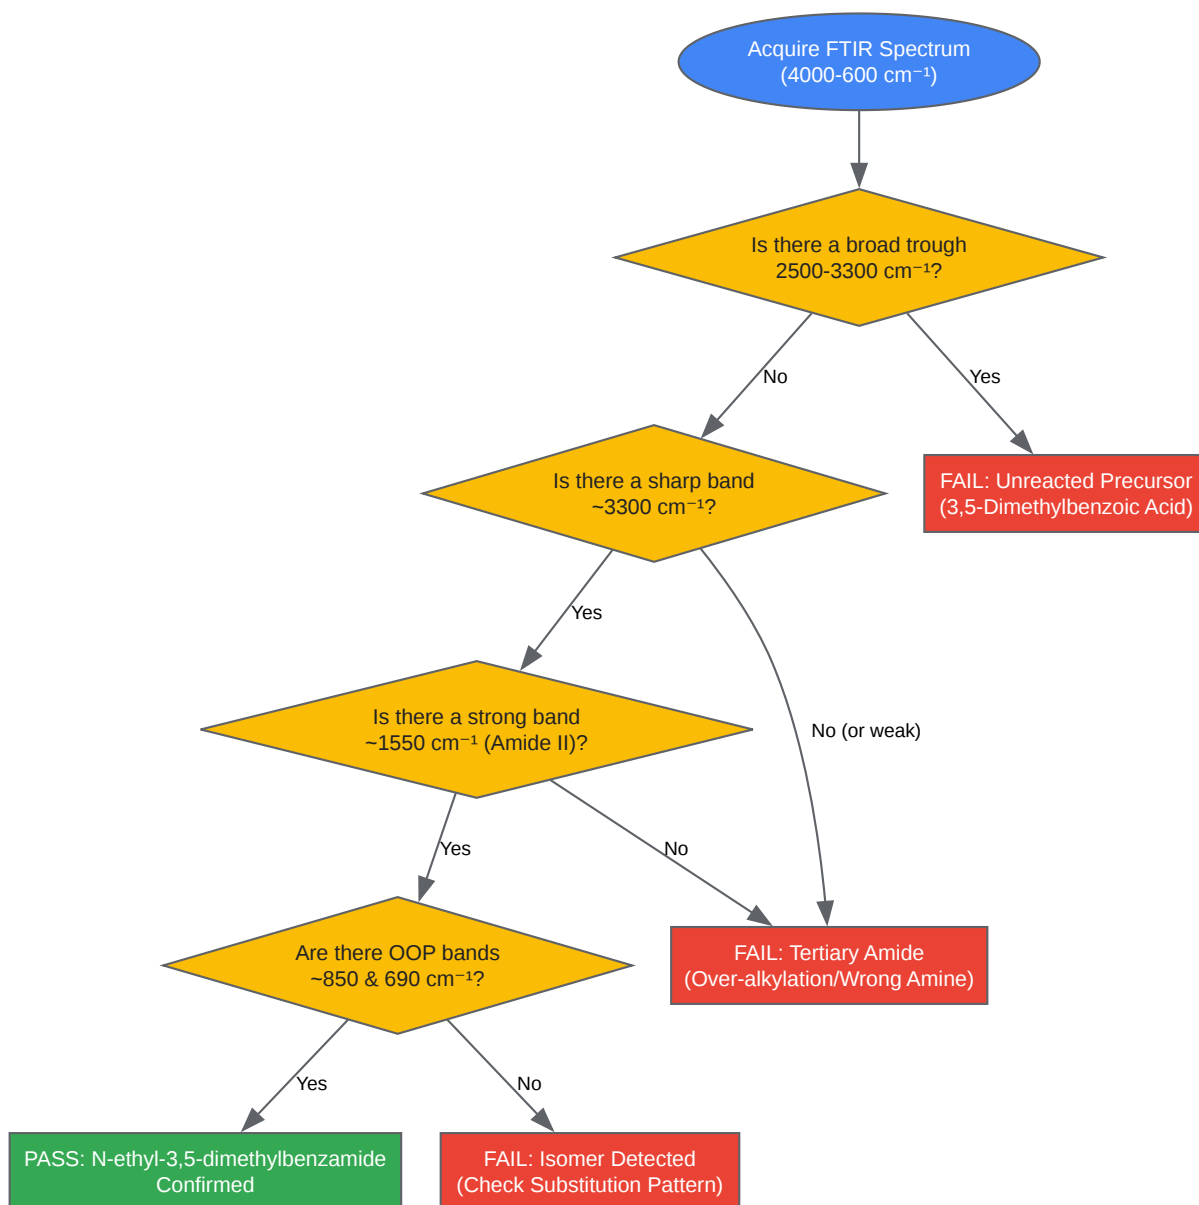 Acquire FTIR Spectrum
(4000-600 cm⁻¹)
Is there a broad trough
2500-3300 cm⁻¹?
No
Yes
Is there a sharp band
~3300 cm⁻¹?
FAIL: Unreacted Precursor
(3,5-Dimethylbenzoic Acid)
Yes
No (or weak)
Is there a strong band
~1550 cm⁻¹ (Amide II)?
Yes
No
Are there OOP bands
~850 & 690 cm⁻¹?
FAIL: Tertiary Amide
(Over-alkylation/Wrong Amine)
Yes
No
PASS: N-ethyl-3,5-dimethylbenzamide
Confirmed
FAIL: Isomer Detected
(Check Substitution Pattern)